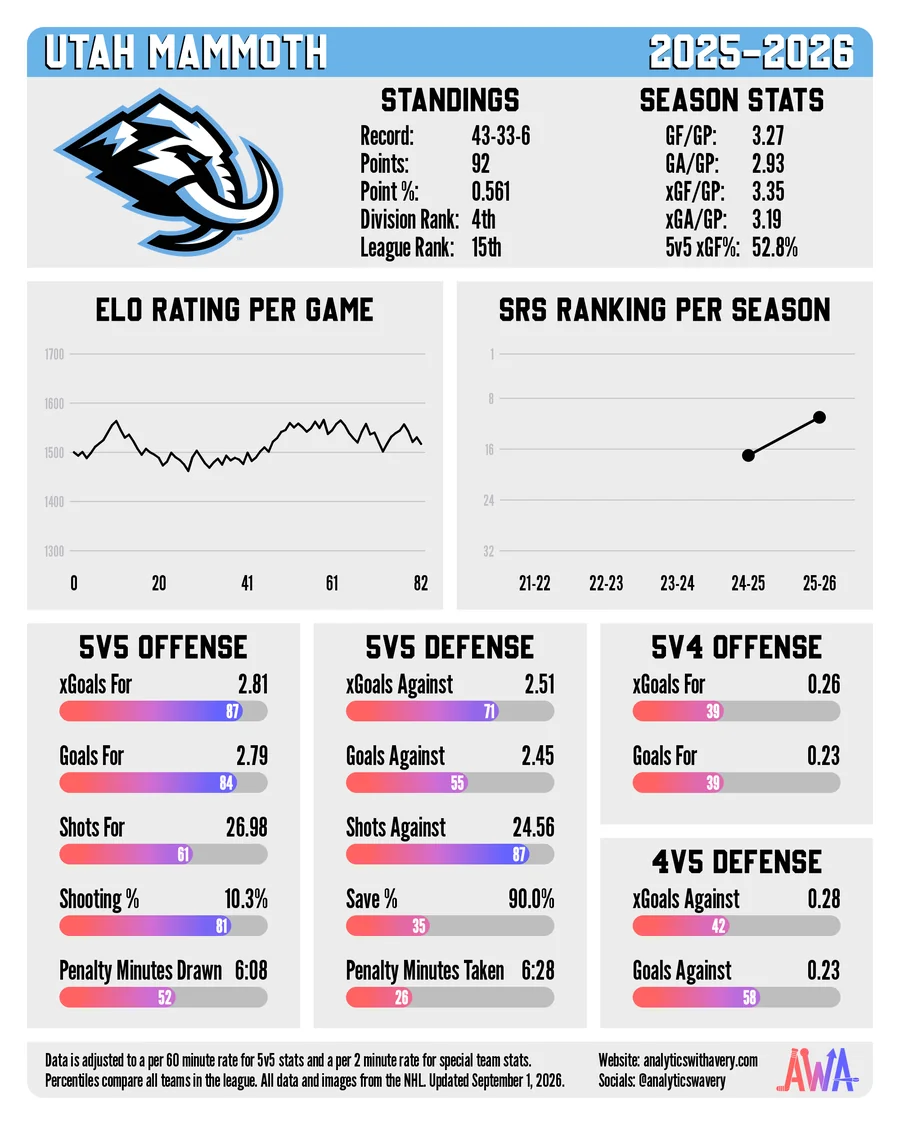 UTAH MAMMOTH
2025-2026
STANDINGS
Record: 43-33-6
Points: 92
Point %: 0.561
Division Rank: 4th
League Rank: 15th
SEASON STATS
GF/GP: 3.27
GA/GP: 2.93
xGF/GP: 3.35
xGA/GP: 3.19
5v5 xGF%: 52.8%
TM
ELO RATING PER GAME
1700
1600
1500
1400
1300
0 20 41 61 82
SRS RANKING PER SEASON
1
8
16
24
32
21-22 22-23 23-24 24-25 25-26
5V5 OFFENSE
xGoals For 2.81
87
Goals For 2.79
84
Shots For 26.98
61
Shooting % 10.3%
81
Penalty Minutes Drawn 6:08
52
5V5 DEFENSE
xGoals Against 2.51
71
Goals Against 2.45
55
Shots Against 24.56
87
Save % 90.0%
35
Penalty Minutes Taken 6:28
26
5V4 OFFENSE
xGoals For 0.26
39
Goals For 0.23
39
4V5 DEFENSE
xGoals Against 0.28
42
Goals Against 0.23
58
Data is adjusted to a per 60 minute rate for 5v5 stats and a per 2 minute rate for special team stats.
Percentiles compare all teams in the league. All data and images from the NHL. Updated September 1, 2026.
Website: analyticswithavery.com
Socials: @analyticswavery
AWA